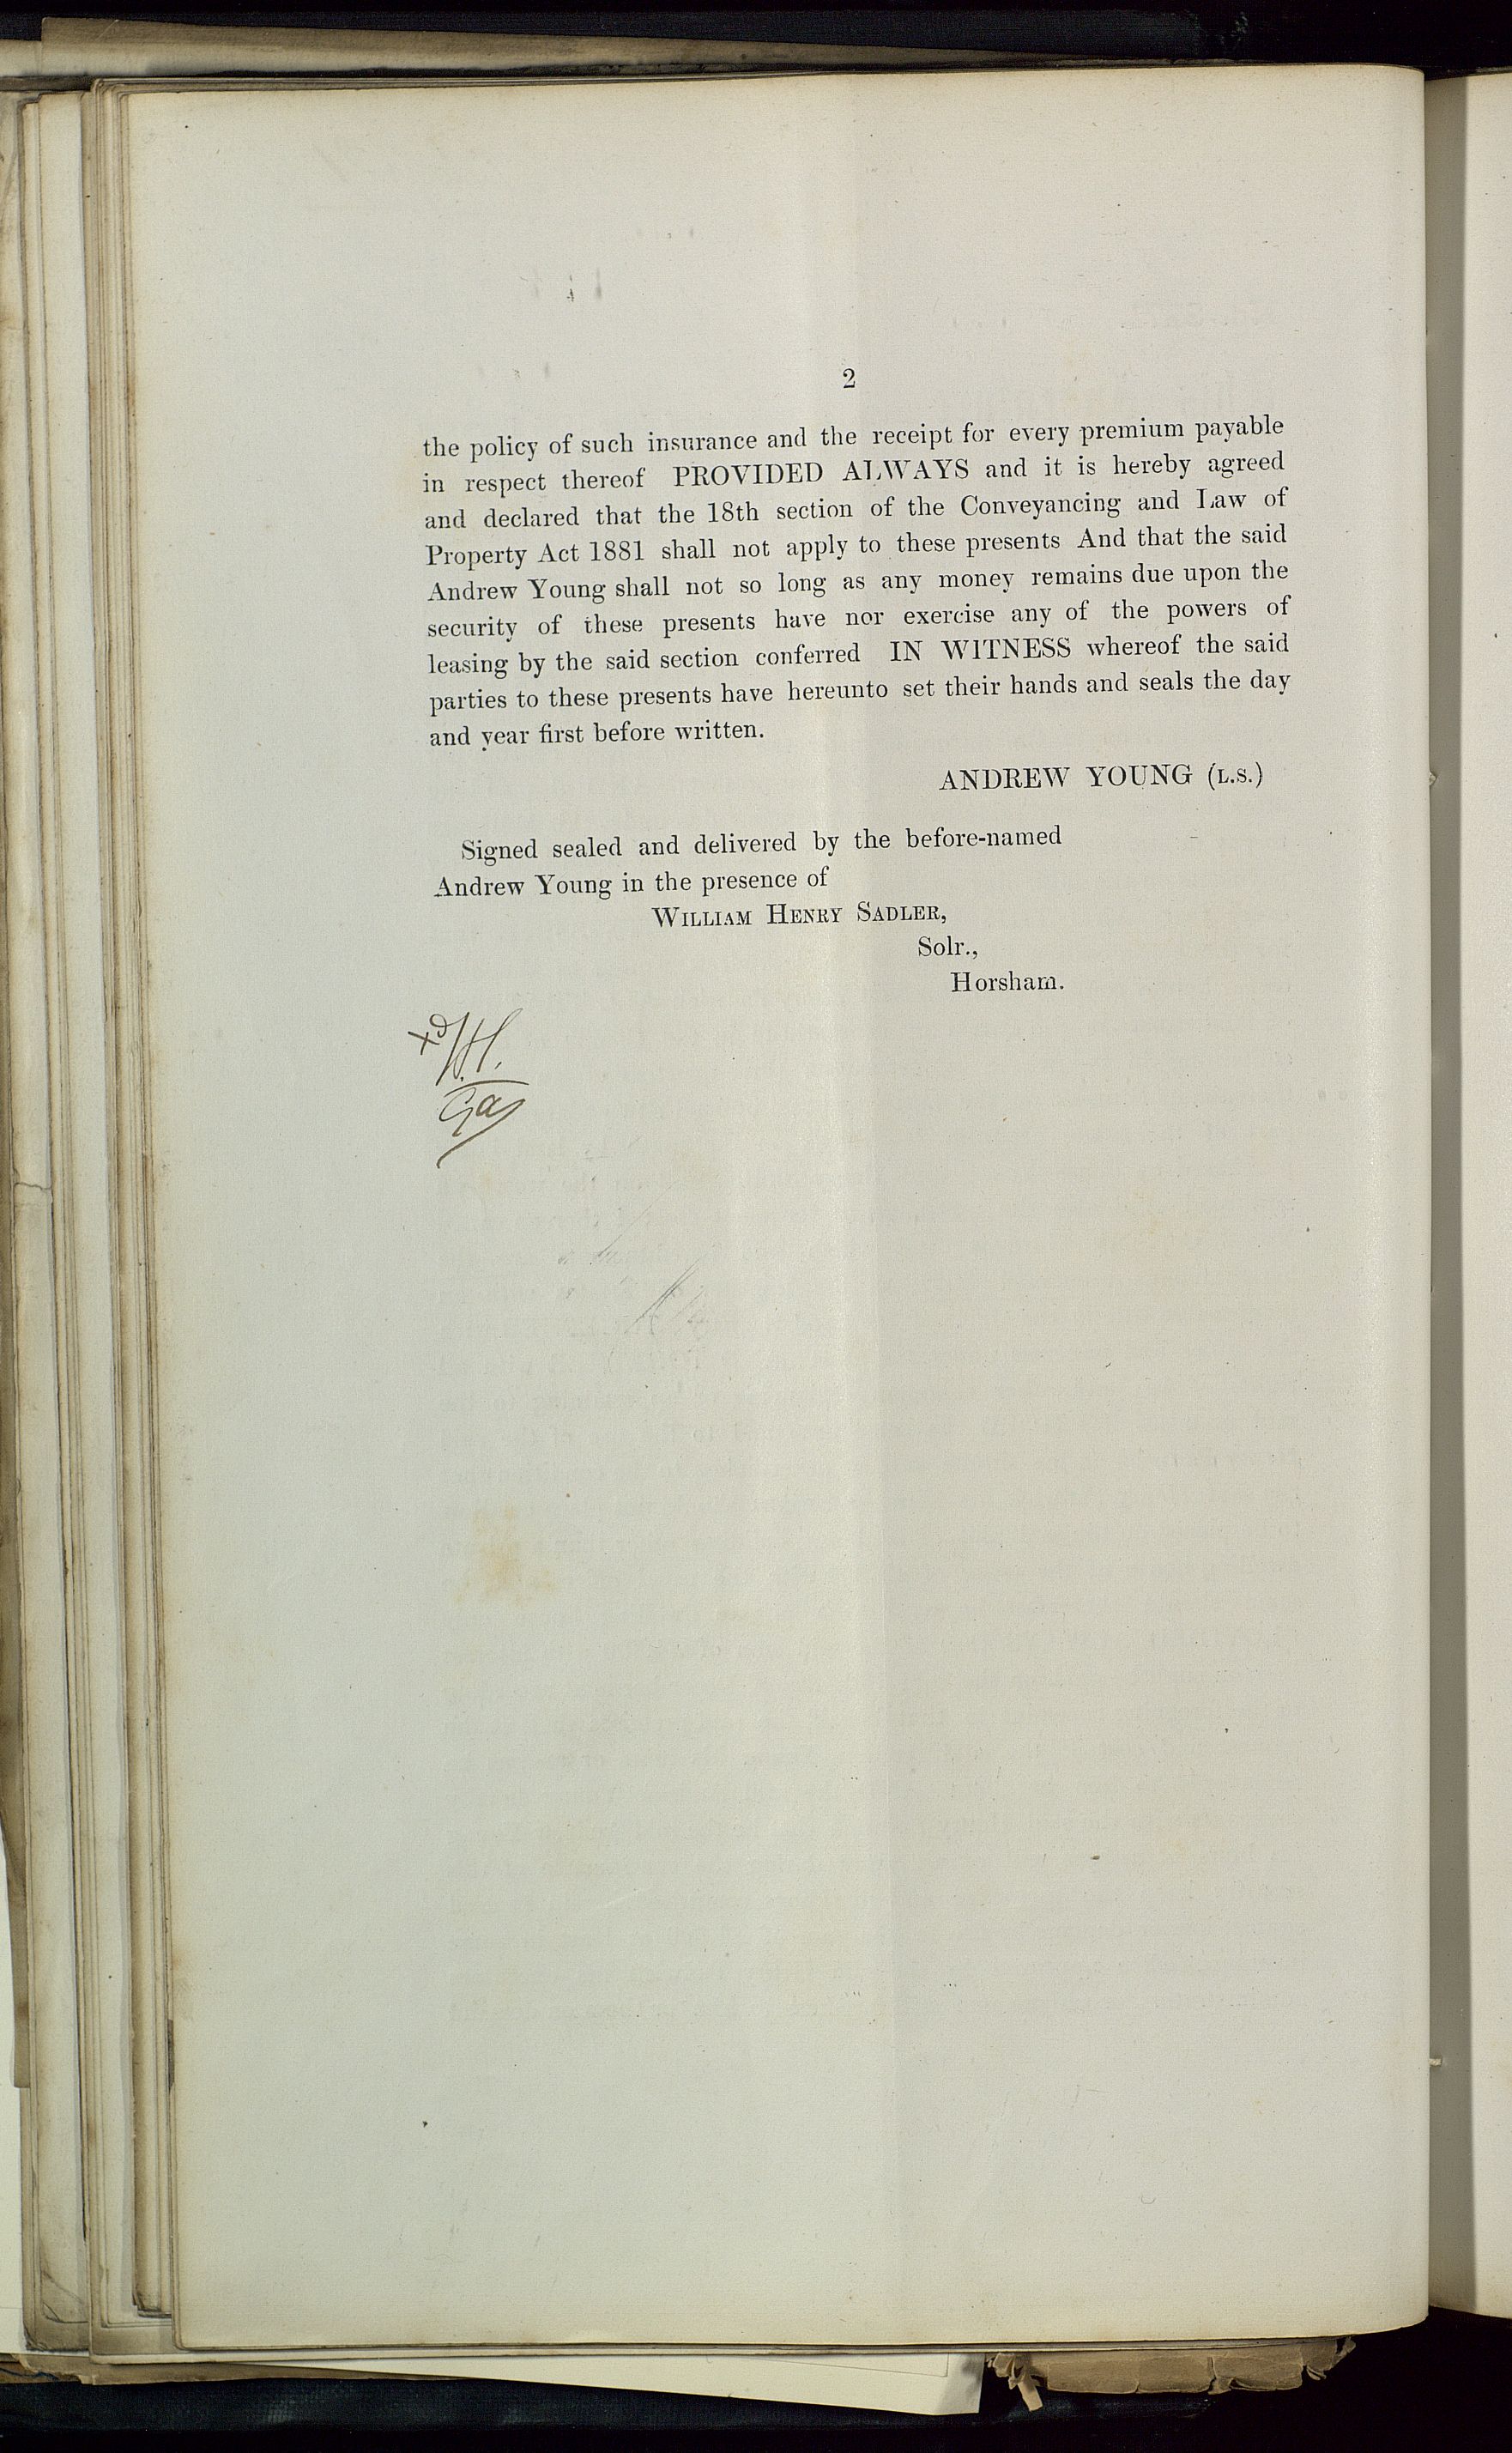 2
the policy of such insurance and the receipt for every premium payable
in respect thereof PROVIDED ALWAYS and it is hereby agreed
and declared that the 18th section of the Conveyancing and Law of
Property Act 1881 shall not apply to these presents And that the said
Andrew Young shall not so long as any money remains due upon the
security of these presents have nor exercise any of the powers of
leasing by the said section conferred IN WITNESS whereof the said
parties to these presents have hereunto set their hands and seals the day
and year first before written.
ANDREW YOUNG (L.S.)
Signed sealed and delivered by the before-named
Andrew Young in the presence of
WILLIAM HENRY SADLER,
Solr.,
Horsham.